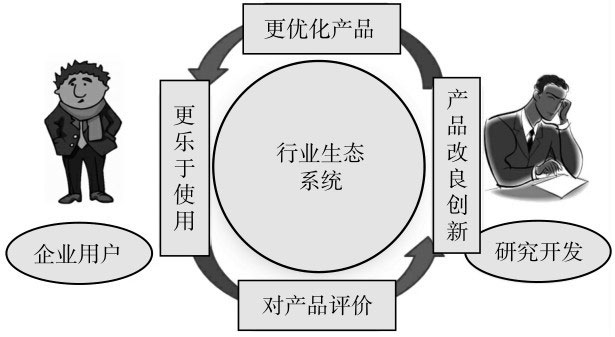 更优化产品
更乐于使用
行业生态
系统
产品改良创新
企业用户
研究开发
对产品评价